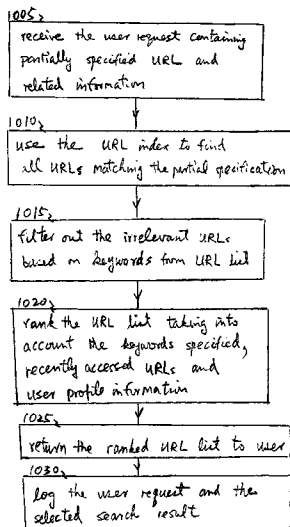 1005
receive the user request containing
partially specified URL and
related information
1010
use the URL index to find
all URLs matching the partial specification
1015
filter out the irrelevant URLs
based on keywords from URL list
1020
rank the URL list taking into
account the keywords specified,
recently accessed URLs and
user profile information
1025
return the ranked URL list to user
1030
log the user request and the
selected search result